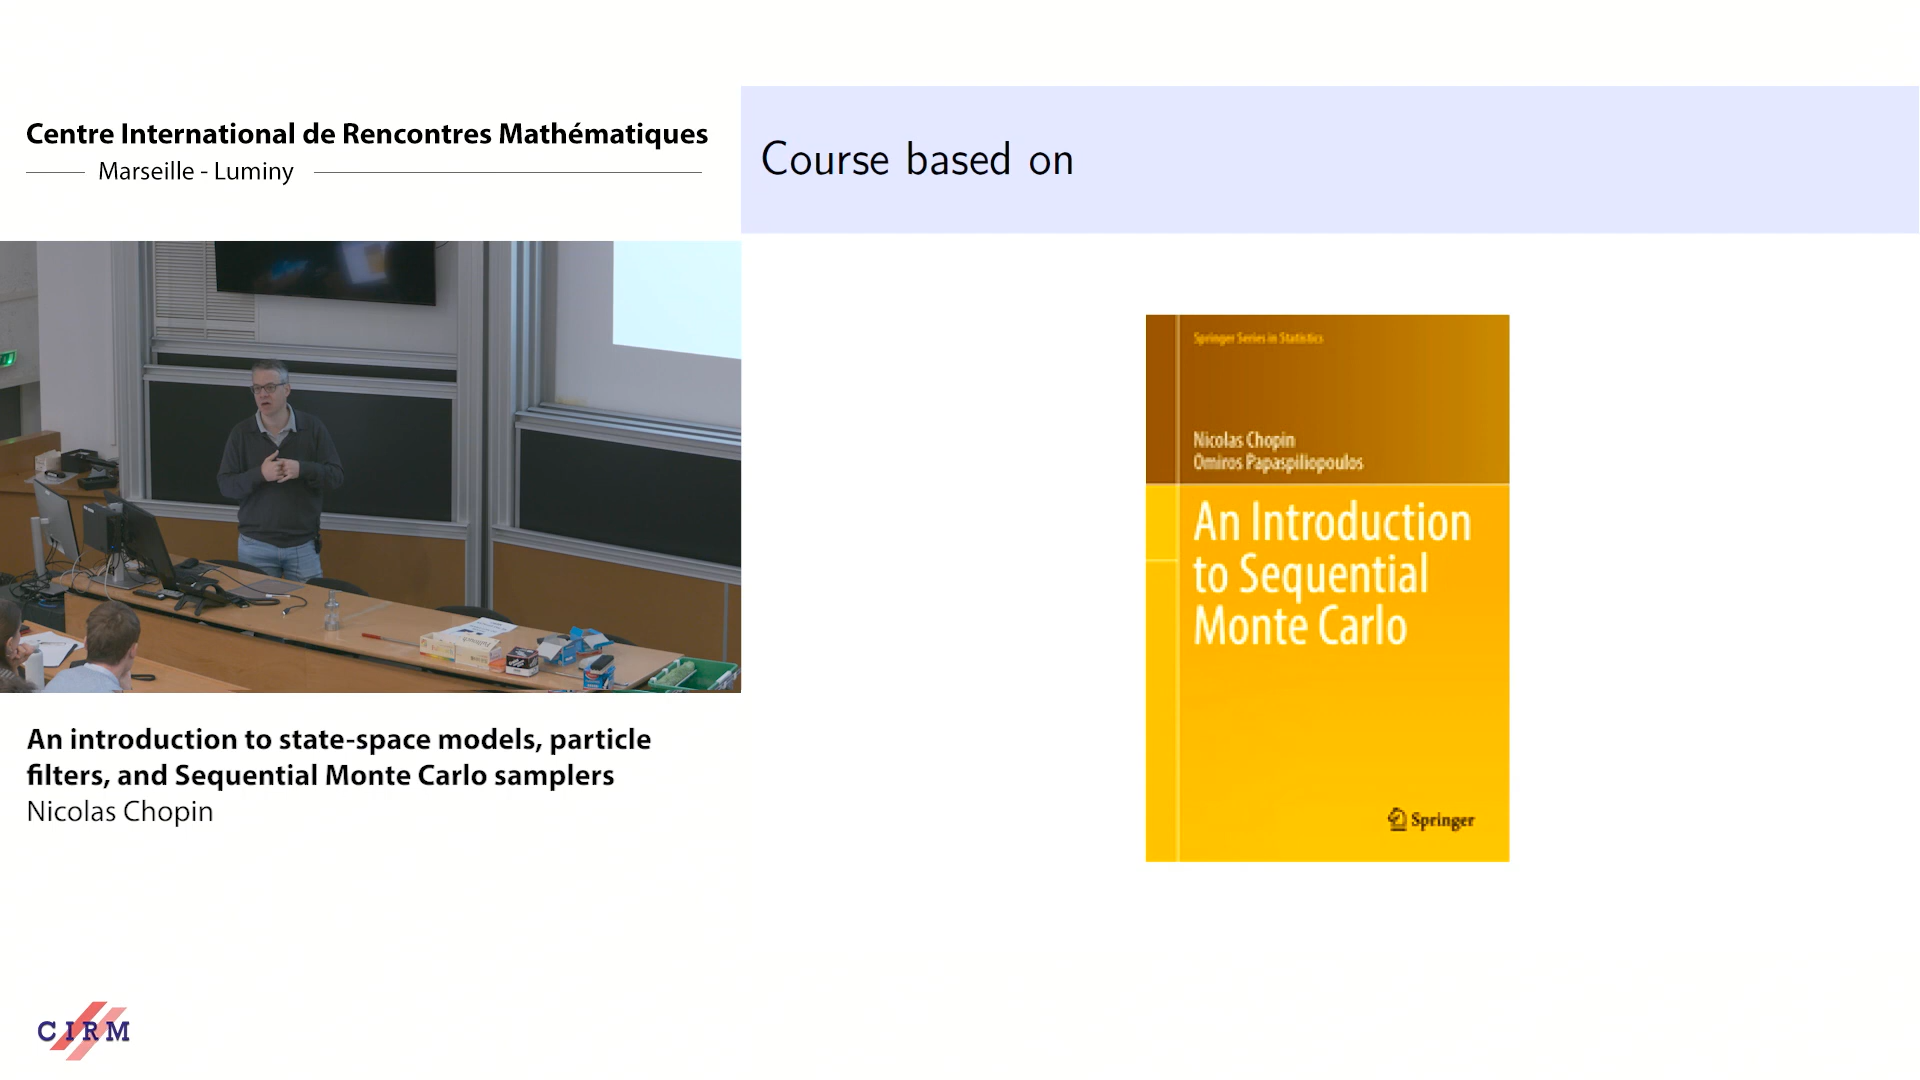 Centre International de Rencontres Mathématiques
Marseille - Luminy
Course based on
Springer Series in Statistics
Nicolas Chopin
Omiros Papaspiliopoulos
An Introduction
to Sequential
Monte Carlo
Springer
An introduction to state-space models, particle
filters, and Sequential Monte Carlo samplers
Nicolas Chopin
CIRM